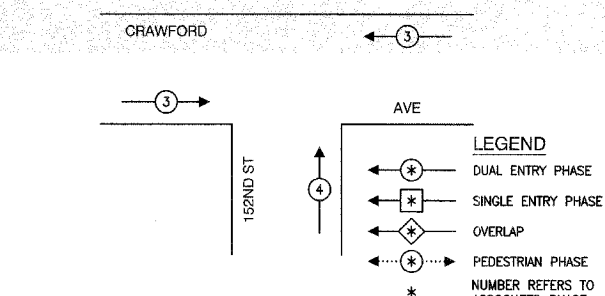 CRAWFORD
3
3
AVE
152ND ST
4
LEGEND
* DUAL ENTRY PHASE
* SINGLE ENTRY PHASE
* OVERLAP
* PEDESTRIAN PHASE
* NUMBER REFERS TO